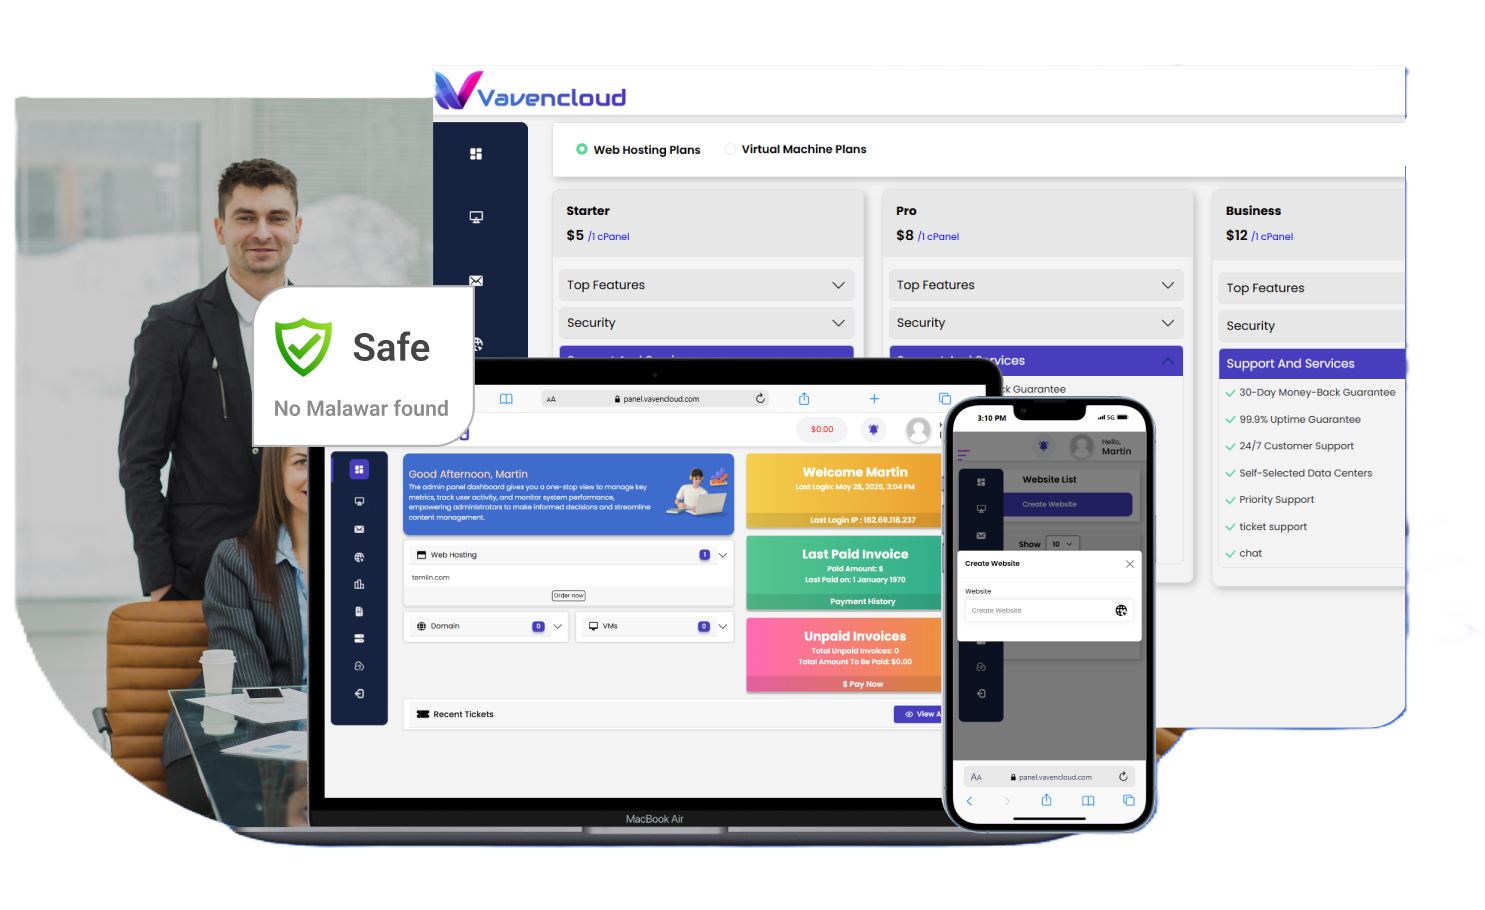 Vavencloud
Web Hosting Plans
Virtual Machine Plans
Starter
$5 /1 cPanel
Top Features
Security
Pro
$8 /1 cPanel
Top Features
Security
Services
Guarantee
Business
$12 /1 cPanel
Top Features
Security
Support And Services
30-Day Money-Back Guarantee
99.9% Uptime Guarantee
24/7 Customer Support
Self-Selected Data Centers
Priority Support
ticket support
chat
Safe
No Malawar found
AA
panel.vavencloud.com
$0.00
Good Afternoon, Martin
The admin panel dashboard gives you a one-stop view to manage key
metrics, track user activity, and monitor system performance,
empowering administrators to make informed decisions and streamline
content management.
Web Hosting
1
temlin.com
Order now
Domain
0
VMs
0
Recent Tickets
View A
Welcome Martin
Last Login: May 28, 2025, 3:04 PM
Last Login IP : 182.69.118.237
Last Paid Invoice
Paid Amount: $
Last Paid on: 1 January 1970
Payment History
Unpaid Invoices
Total Unpaid Invoices: 0
Total Amount To Be Paid: $0.00
$ Pay Now
MacBook Air
3:10 PM
5G
Hello,
Martin
Website List
Create Website
Show 10
Create Website
Website
Create Website
AA
panel.vavencloud.com